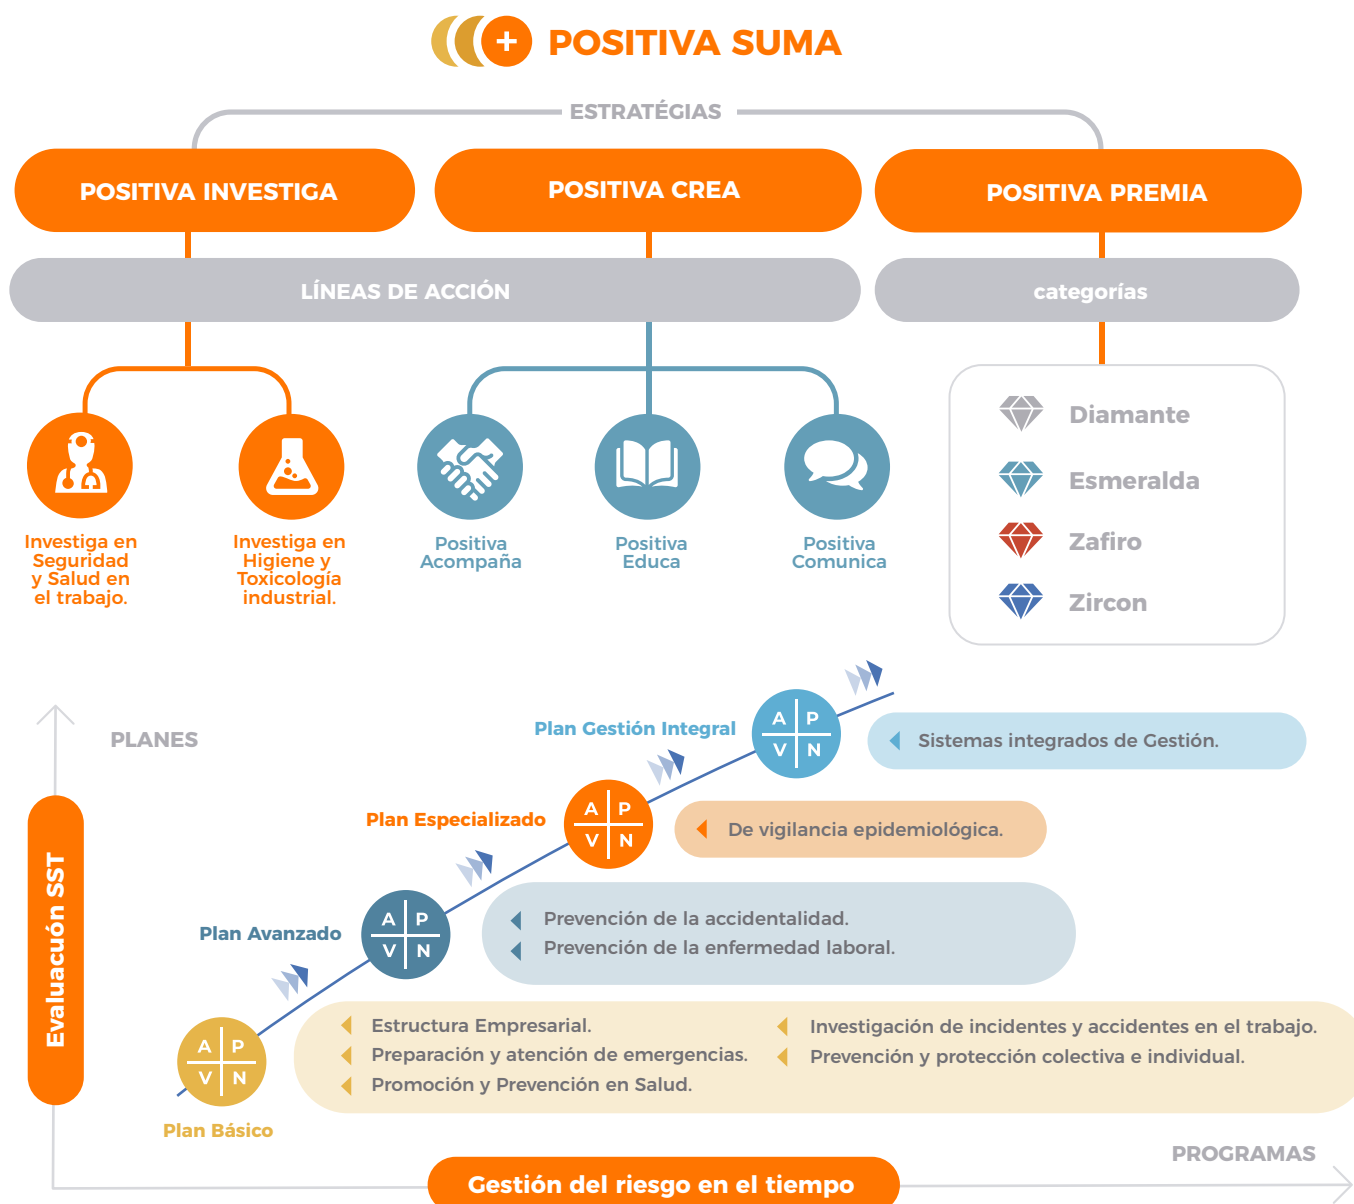 + POSITIVA SUMA
ESTRATÉGIAS
POSITIVA INVESTIGA
POSITIVA CREA
POSITIVA PREMIA
LÍNEAS DE ACCIÓN
categorías
Investiga en
Seguridad
y Salud en
el trabajo.
Investiga en
Higiene y
Toxicología
industrial.
Positiva
Acompaña
Positiva
Educa
Positiva
Comunica
Diamante
Esmeralda
Zafiro
Zircon
PLANES
Evaluacuón SST
Plan Gestión Integral
A P
V N
Sistemas integrados de Gestión.
Plan Especializado
A P
V N
De vigilancia epidemiológica.
Plan Avanzado
A P
V N
Prevención de la accidentalidad.
Prevención de la enfermedad laboral.
A P
V N
Plan Básico
Estructura Empresarial.
Preparación y atención de emergencias.
Promoción y Prevención en Salud.
Investigación de incidentes y accidentes en el trabajo.
Prevención y protección colectiva e individual.
PROGRAMAS
Gestión del riesgo en el tiempo